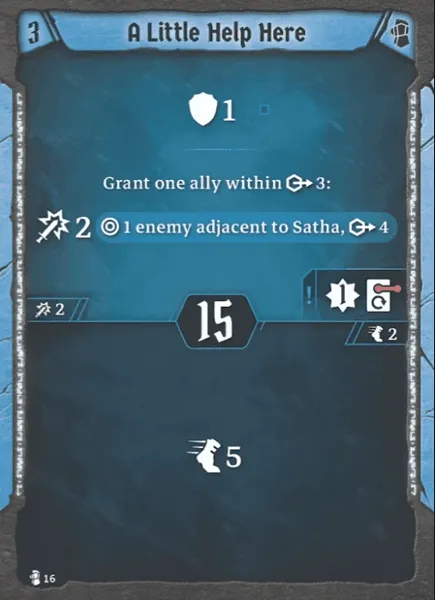 3 A Little Help Here
1
Grant one ally within 3:
2 1 enemy adjacent to Satha, 4
! 1
2
15
2
5
16